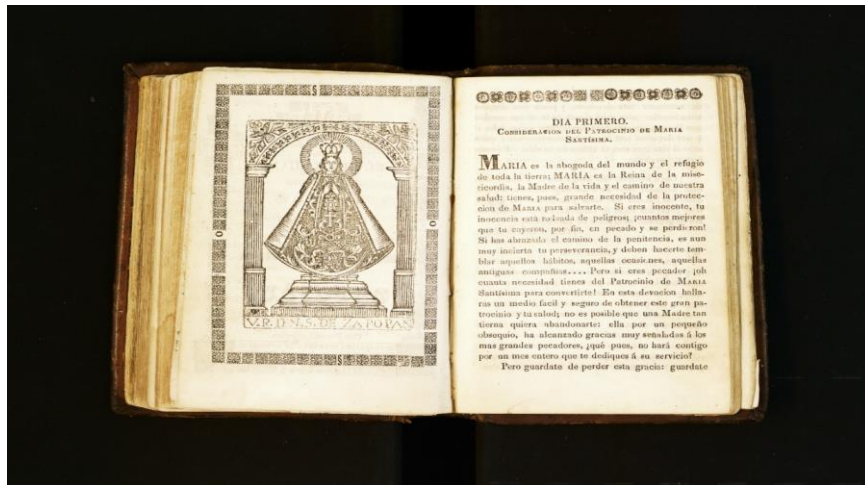 V. R. D N. S. DE ZAPOPAN
DIA PRIMERO.
CONSIDERACION DEL PATROCINIO DE MARIA
SANTÍSIMA.
MARIA es la abogada del mundo y el refugio
de toda la tierra; MARIA es la Reina de la mise-
ricordia, la Madre de la vida y el camino de nuestra
salud: tienes, pues, grande necesidad de la protec-
cion de MARIA para salvarte. Si eres inocente, tu
inocencia está rodeada de peligros; ¡cuantos mejores
que tu cayeron, por fin, en pecado y se perdieron!
Si has abrazado el camino de la penitencia, es aun
muy incierta tu perseverancia, y deben hacerte tem-
blar aquellos hábitos, aquellas ocasiones, aquellas
antiguas compañias.... Pero si eres pecador ¡oh
cuanta necesidad tienes del Patrocinio de MARIA
Santísima para convertirte! En esta devocion halla-
ras un medio facil y seguro de obtener este gran pa-
trocinio y tu salud; no es posible que una Madre tan
tierna quiera abandonarte: ella por un pequeño
obsequio, ha alcanzado gracias muy señaladas á los
mas grandes pecadores, ¡qué pues, no hará contigo
por un mes entero que te dediques á su servicio?
Pero guardate de perder esta gracia: guardate